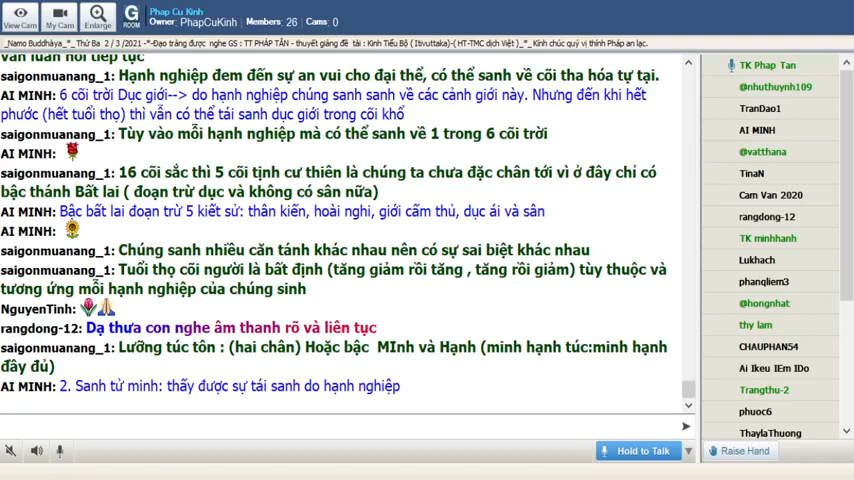 Phap Cu Kinh
Owner: PhapCuKinh | Members: 26 | Cams: 0
View Cam
My Cam
Enlarge
G
ROOM
_Namo Buddhàya_*_ Thứ Ba 2 / 3 /2021 -*-Đạo tràng được nghe GS : TT PHÁP TÂN - thuyết giảng đề tài : Kinh Tiểu Bộ ( Itivuttaka)-( HT-TMC dịch Việt ) _*_ Kính chúc quý vị thính Pháp an lạc.
van luân hồi tiếp tục
saigonmuanang_1: Hạnh nghiệp đem đến sự an vui cho đại thể, có thể sanh về cõi tha hóa tự tại.
AI MINH: 6 cõi trời Dục giới--> do hạnh nghiệp chúng sanh sanh về các cảnh giới này. Nhưng đến khi hết
phước (hết tuổi thọ) thì vẫn có thể tái sanh dục giới trong cõi khổ
saigonmuanang_1: Tùy vào mỗi hạnh nghiệp mà có thể sanh về 1 trong 6 cõi trời
AI MINH:
saigonmuanang_1: 16 cõi sắc thì 5 cõi tịnh cư thiên là chúng ta chưa đặc chân tới vì ở đây chỉ có
bậc thánh Bất lai ( đoạn trừ dục và không có sân nữa)
AI MINH: Bậc bất lai đoạn trừ 5 kiết sử: thân kiến, hoài nghi, giới cấm thủ, dục ái và sân
AI MINH:
saigonmuanang_1: Chúng sanh nhiều căn tánh khác nhau nên có sự sai biệt khác nhau
saigonmuanang_1: Tuổi thọ cõi người là bất định (tăng giảm rồi tăng , tăng rồi giảm) tùy thuộc và
tương ứng mỗi hạnh nghiệp của chúng sinh
NguyenTinh:
rangdong-12: Dạ thưa con nghe âm thanh rõ và liên tục
saigonmuanang_1: Lưỡng túc tôn : (hai chân) Hoặc bậc MInh và Hạnh (minh hạnh túc:minh hạnh
đầy đủ)
AI MINH: 2. Sanh tử minh: thấy được sự tái sanh do hạnh nghiệp
Hold to Talk
TK Phap Tan
@nhuthuynh109
TranDao1
AI MINH
@vatthana
TinaN
Cam Van 2020
rangdong-12
TK minhhanh
Lukhach
phanqliem3
@hongnhat
thy lam
CHAUPHAN54
Ai Ikeu IEm IDo
Trangthu-2
phuoc6
ThaylaThuong
Raise Hand